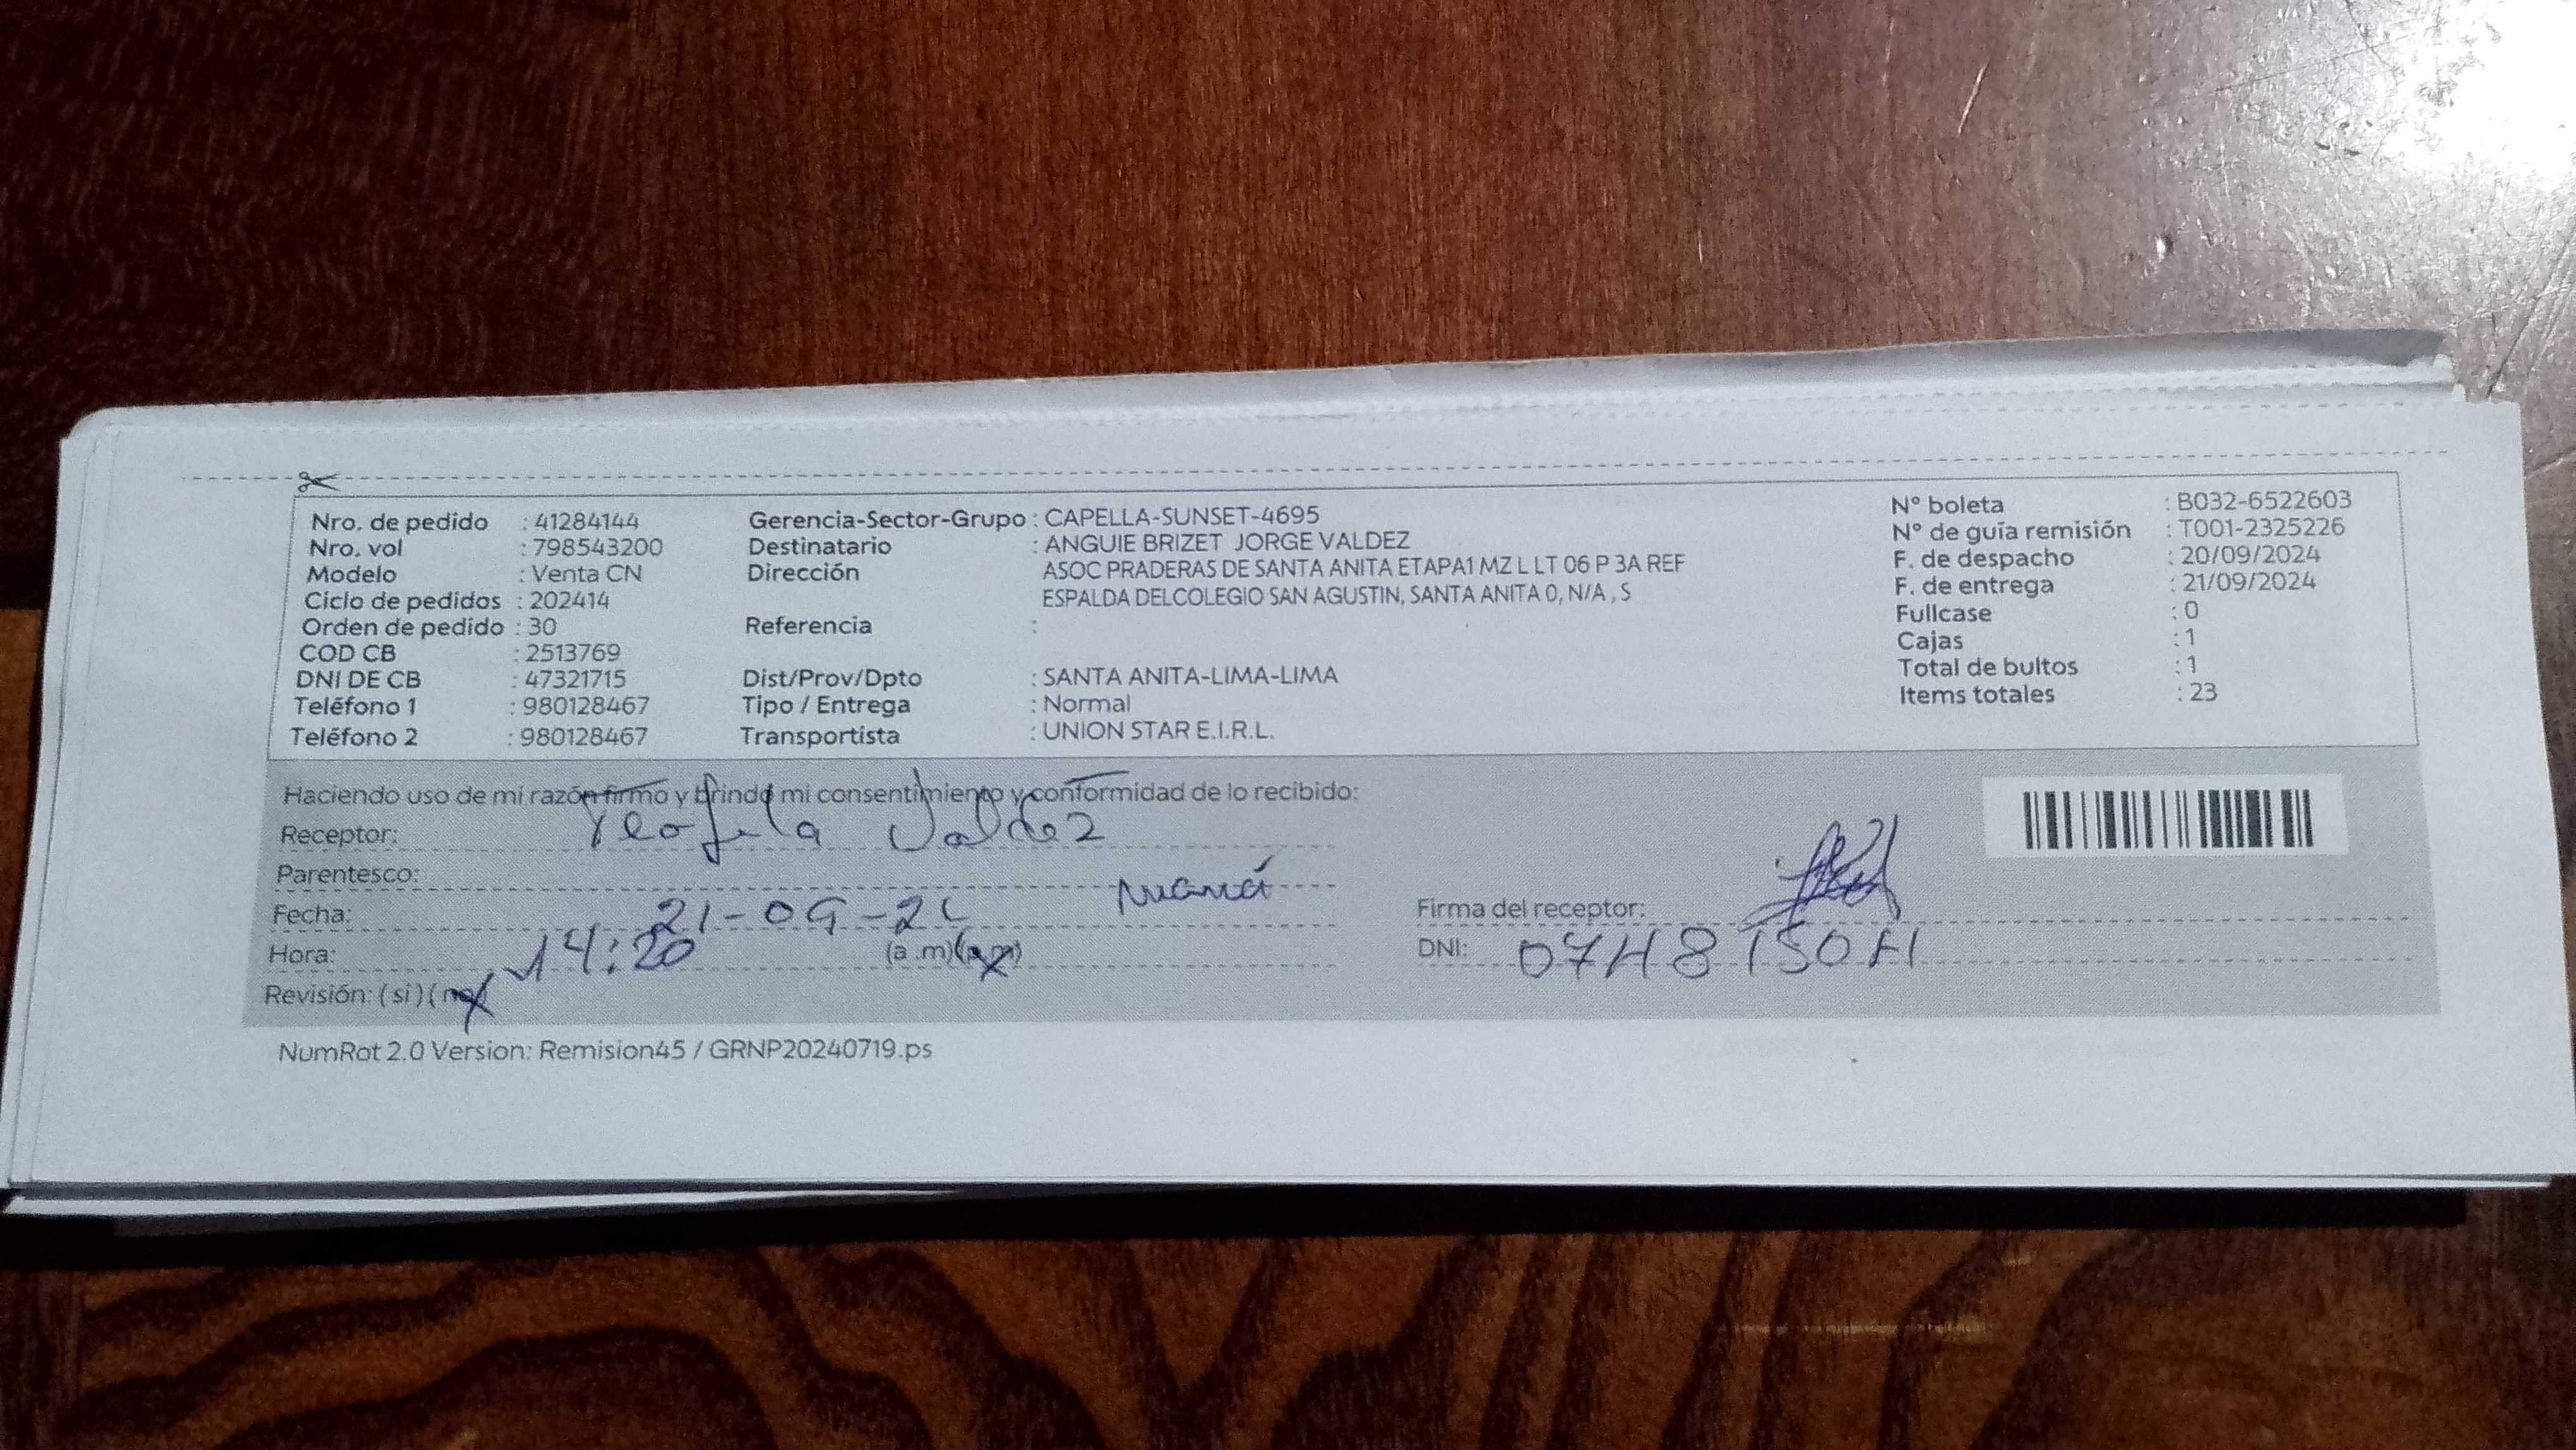 Nro. de pedido : 41284144
Nro. vol : 798543200
Modelo : Venta CN
Ciclo de pedidos : 202414
Orden de pedido : 30
COD CB : 2513769
DNI DE CB : 47321715
Teléfono 1 : 980128467
Teléfono 2 : 980128467
Gerencia-Sector-Grupo : CAPELLA-SUNSET-4695
Destinatario : ANGUIE BRIZET JORGE VALDEZ
Dirección ASOC PRADERAS DE SANTA ANITA ETAPA1 MZ L LT 06 P 3A REF
ESPALDA DELCOLEGIO SAN AGUSTIN, SANTA ANITA 0, N/A , S
Referencia :
Dist/Prov/Dpto : SANTA ANITA-LIMA-LIMA
Tipo / Entrega : Normal
Transportista : UNION STAR E.I.R.L.
Nº boleta : B032-6522603
Nº de guía remisión : T001-2325226
F. de despacho : 20/09/2024
F. de entrega : 21/09/2024
Fullcase : 0
Cajas : 1
Total de bultos : 1
Items totales : 23
Haciendo uso de mi razón firmo y brindo mi consentimiento y conformidad de lo recibido:
Receptor: Teofila Valdez
Parentesco: mamá
Fecha: 21-09-24
Hora: 14:20 (a .m)(p.m)
Revisión: (si) (no)
Firma del receptor:
DNI:
NumRot 2.0 Version: Remision45 / GRNP20240719.ps